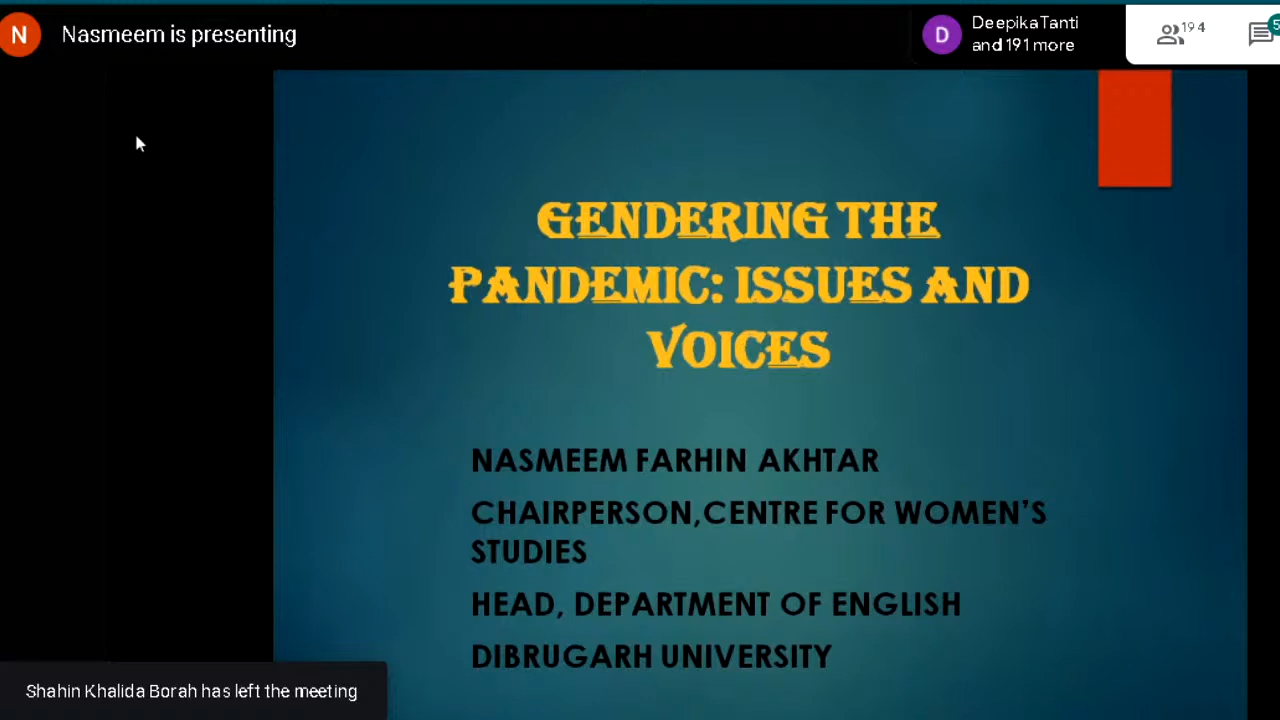 N
Nasmeem is presenting
D
DeepikaTanti
and 191 more
194
5
GENDERING THE
PANDEMIC: ISSUES AND
VOICES
NASMEEM FARHIN AKHTAR
CHAIRPERSON,CENTRE FOR WOMEN'S
STUDIES
HEAD, DEPARTMENT OF ENGLISH
DIBRUGARH UNIVERSITY
Shahin Khalida Borah has left the meeting